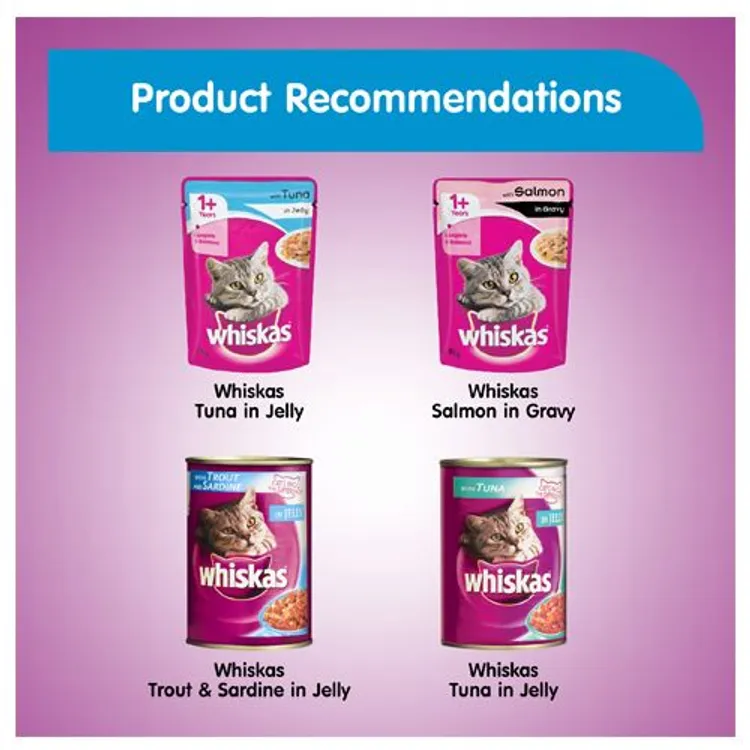 Product Recommendations
1+
Years
with Tuna
in Jelly
whiskas
1+
Years
with Salmon
in Gravy
whiskas
Whiskas
Tuna in Jelly
Whiskas
Salmon in Gravy
WITH TROUT
AND SARDINE
IN JELLY
whiskas
WITH TUNA
IN JELLY
whiskas
Whiskas
Trout & Sardine in Jelly
Whiskas
Tuna in Jelly